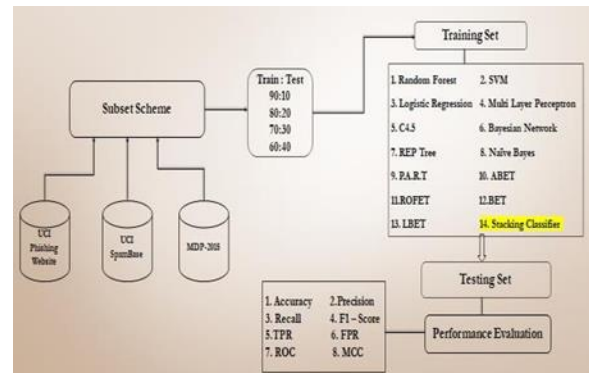 Training Set
Train : Test
90:10
80:20
70:30
60:40
Subset Scheme
1. Random Forest 2. SVM
3. Logistic Regression 4. Multi Layer Perceptron
5. C4.5 6. Bayesian Network
7. REP Tree 8. Naïve Bayes
9. P.A.R.T 10. ABET
11.ROFET 12.BET
13. LBET 14. Stacking Classifier
UCI
Phishing
Website
UCI
SpamBase
MDP-2018
Testing Set
1. Accuracy 2.Precision
3. Recall 4. F1 – Score
5.TPR 6. FPR
7. ROC 8. MCC
Performance Evaluation